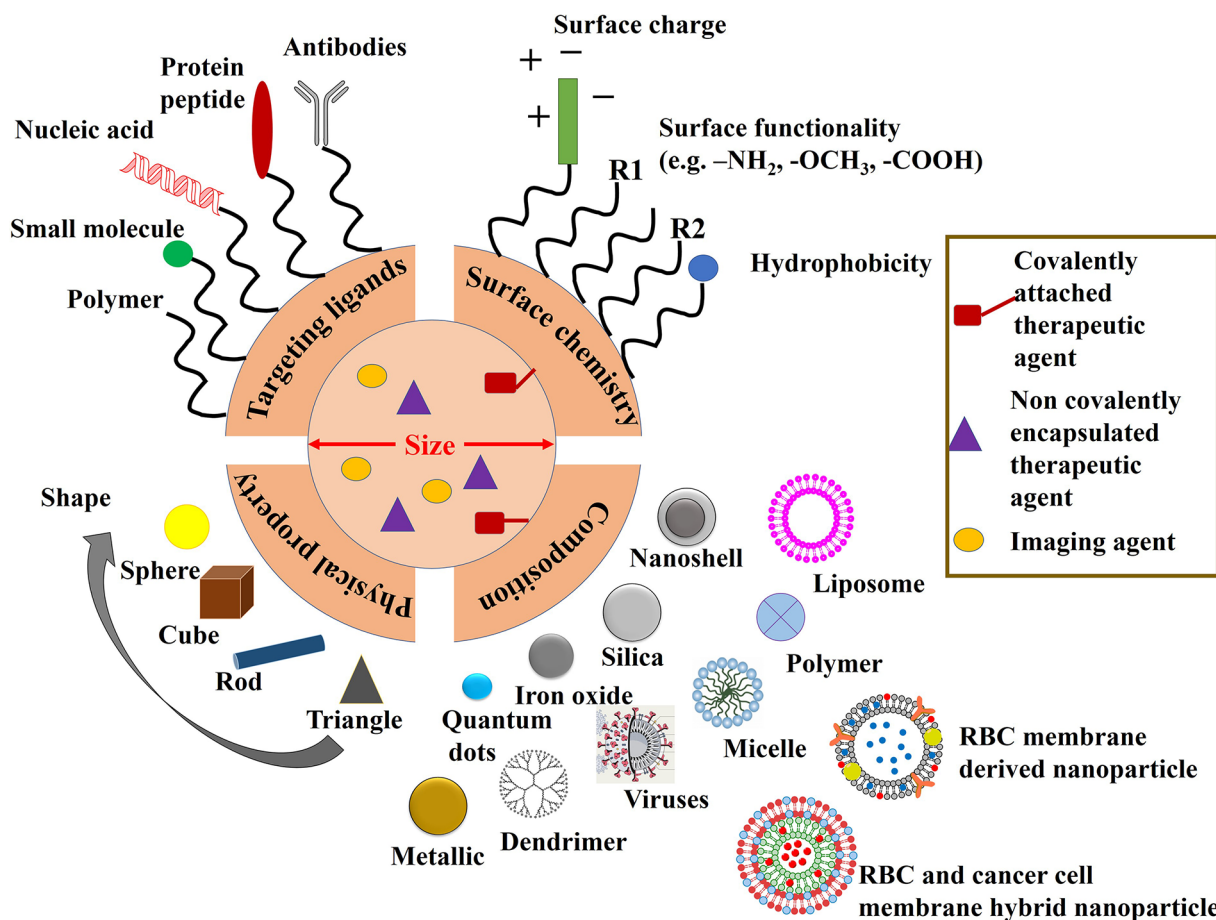 Surface charge
Antibodies
Protein
peptide
Nucleic acid
Small molecule
Polymer
+ −
+ −
Surface functionality
(e.g. –NH₂, -OCH₃, -COOH)
R1
R2
Hydrophobicity
Targeting ligands
Surface chemistry
Size
Physical property
Composition
Covalently
attached
therapeutic
agent
Non covalently
encapsulated
therapeutic
agent
Imaging agent
Shape
Sphere
Cube
Rod
Triangle
Nanoshell
Liposome
Silica
Polymer
Iron oxide
Quantum
dots
Micelle
Viruses
RBC membrane
derived nanoparticle
Dendrimer
Metallic
RBC and cancer cell
membrane hybrid nanoparticle